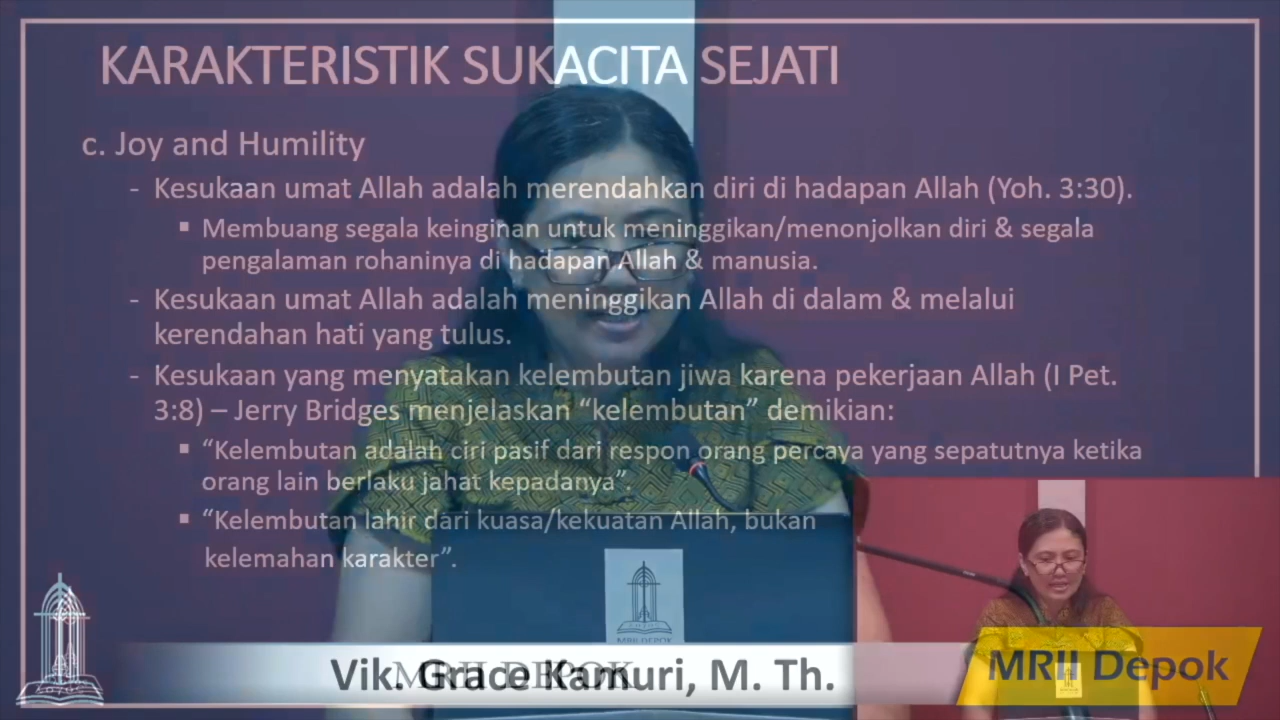 KARAKTERISTIK SUKACITA SEJATI
c. Joy and Humility
- Kesukaan umat Allah adalah merendahkan diri di hadapan Allah (Yoh. 3:30).
▪ Membuang segala keinginan untuk meninggikan/menonjolkan diri & segala
pengalaman rohaninya di hadapan Allah & manusia.
- Kesukaan umat Allah adalah meninggikan Allah di dalam & melalui
kerendahan hati yang tulus.
- Kesukaan yang menyatakan kelembutan jiwa karena pekerjaan Allah (I Pet.
3:8) – Jerry Bridges menjelaskan “kelembutan” demikian:
▪ “Kelembutan adalah ciri pasif dari respon orang percaya yang sepatutnya ketika
orang lain berlaku jahat kepadanya”.
▪ “Kelembutan lahir dari kuasa/kekuatan Allah, bukan
kelemahan karakter”.
MRII DEPOK
Vik. Grace Kamuri, M. Th.
MRII DEPOK
MRII Depok